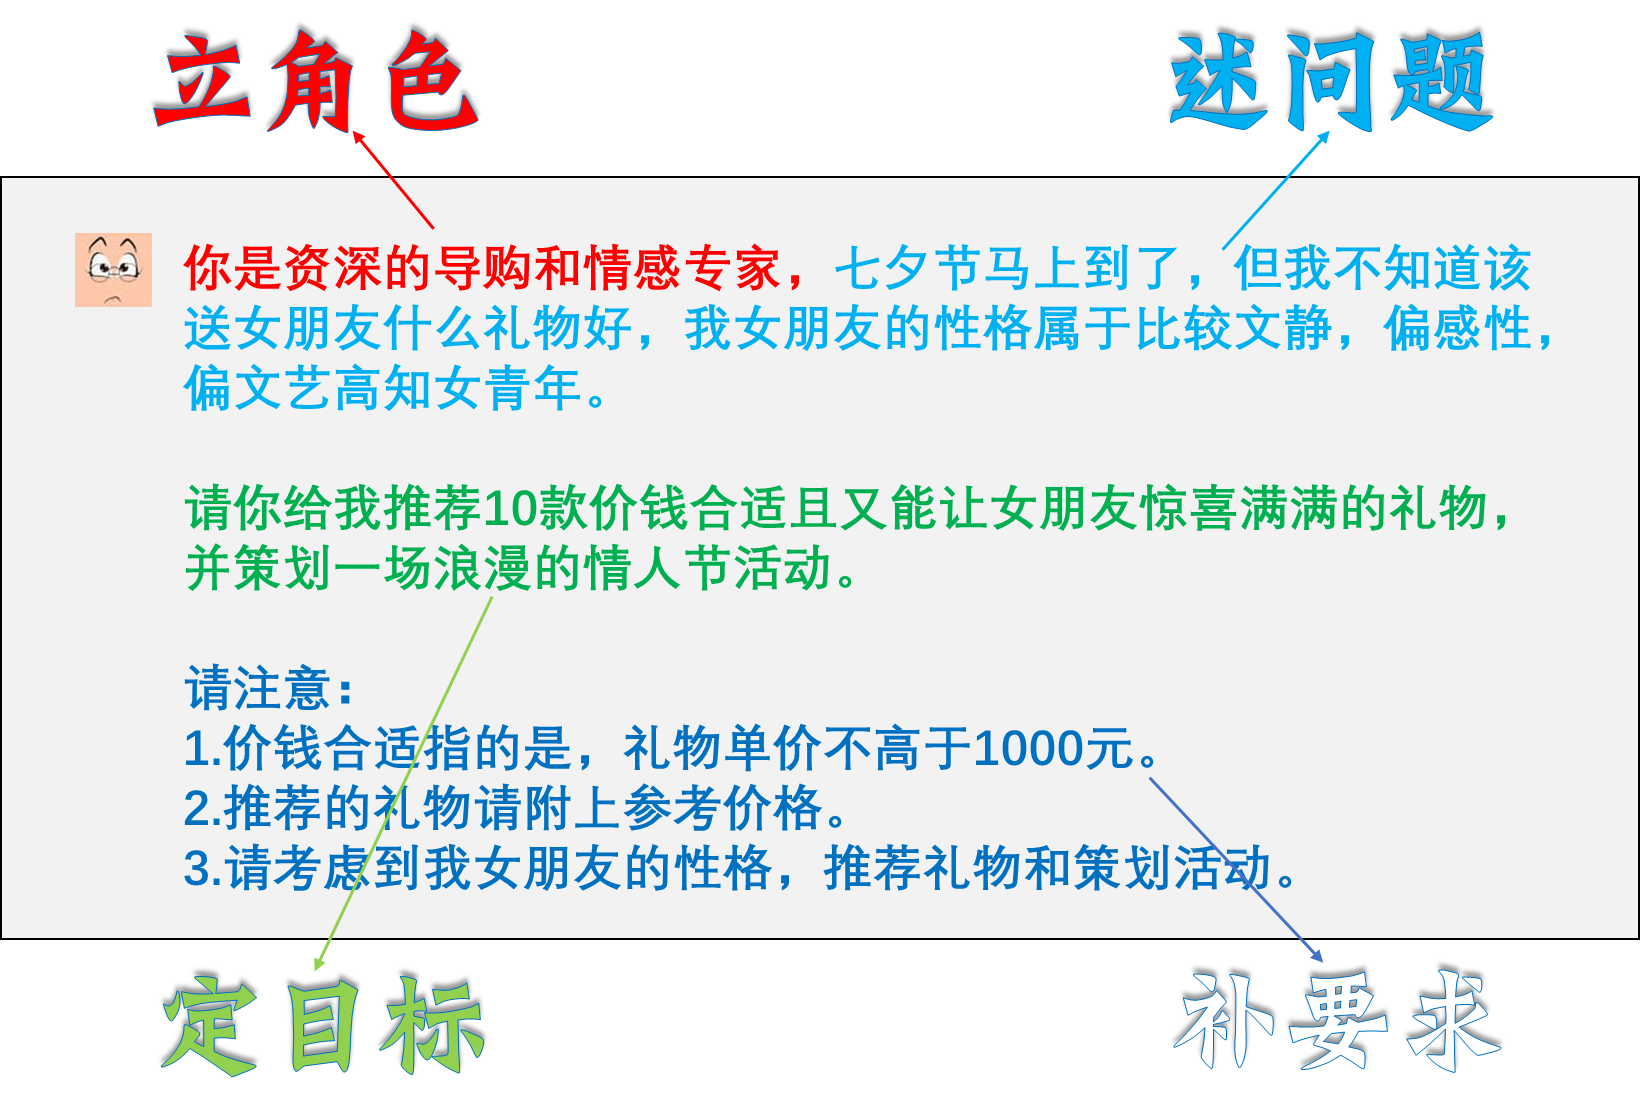 立角色
述问题
你是资深的导购和情感专家，七夕节马上到了，但我不知道该
送女朋友什么礼物好，我女朋友的性格属于比较文静，偏感性，
偏文艺高知女青年。
请你给我推荐10款价钱合适且又能让女朋友惊喜满满的礼物，
并策划一场浪漫的情人节活动。
请注意：
1.价钱合适指的是，礼物单价不高于1000元。
2.推荐的礼物请附上参考价格。
3.请考虑到我女朋友的性格，推荐礼物和策划活动。
定目标
补要求